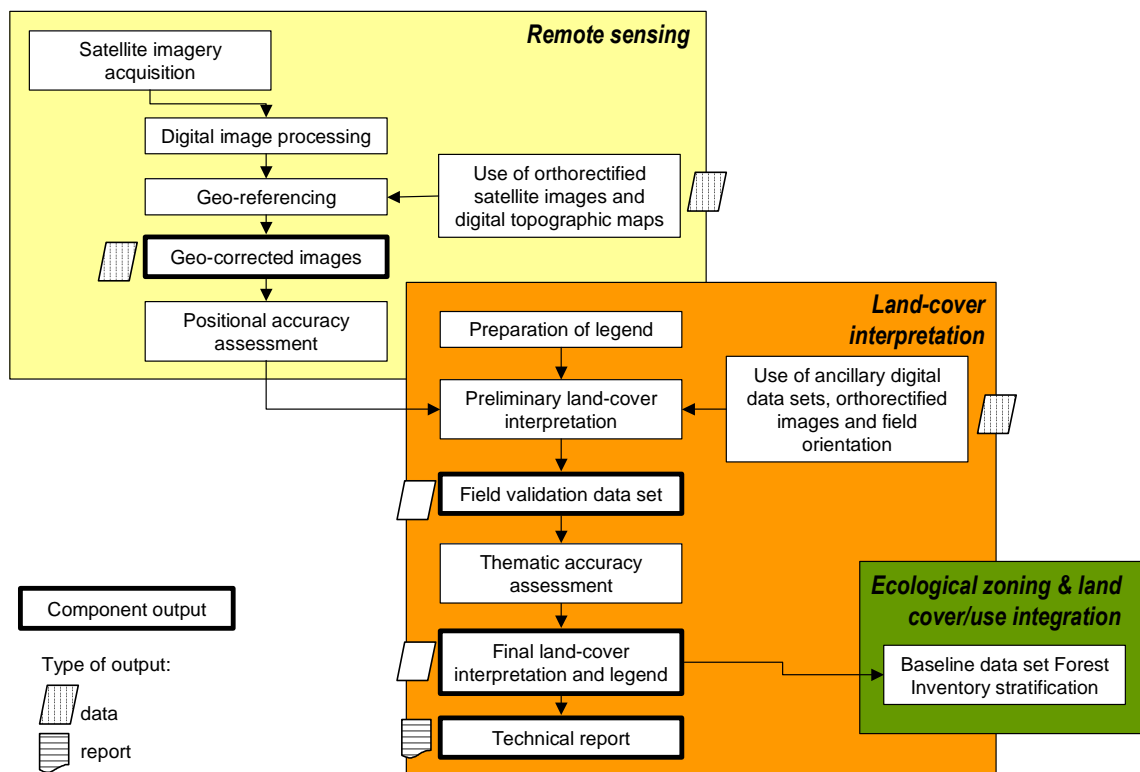 Remote sensing
Satellite imagery
acquisition
Digital image processing
Geo-referencing
Use of orthorectified
satellite images and
digital topographic maps
Geo-corrected images
Positional accuracy
assessment
Land-cover
interpretation
Preparation of legend
Preliminary land-cover
interpretation
Use of ancillary digital
data sets, orthorectified
images and field
orientation
Field validation data set
Thematic accuracy
assessment
Final land-cover
interpretation and legend
Technical report
Ecological zoning & land
cover/use integration
Baseline data set Forest
Inventory stratification
Component output
Type of output:
data
report